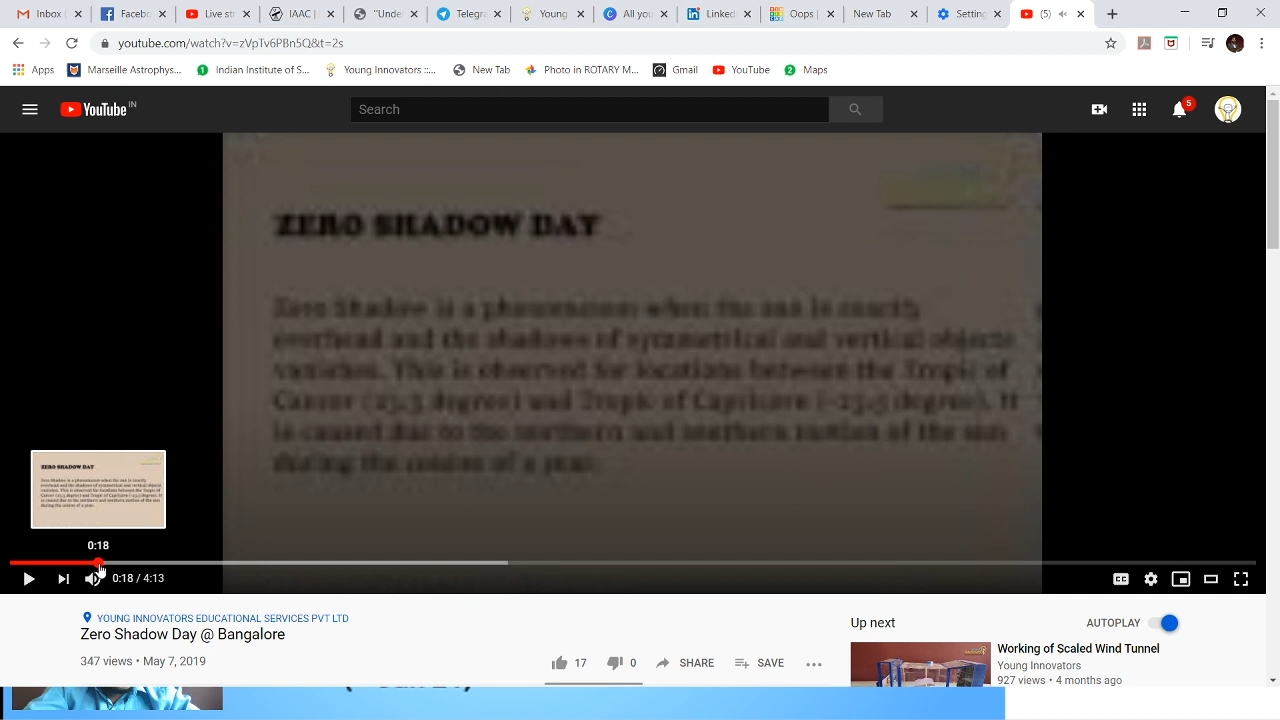 Inbox
Facebo
Live str
IAAC
"Under
Telegra
Young
All you
Linked
Oops
New Tab
Setting
(5)
youtube.com/watch?v=zVpTv6PBn5Q&t=2s
Apps
Marseille Astrophys...
Indian Institute of S...
Young Innovators ::...
New Tab
Photo in ROTARY M...
Gmail
YouTube
Maps
YouTube IN
Search
5
ZERO SHADOW DAY
Zero Shadow is a phenomenon when the sun is exactly
overhead and the shadows of symmetrical and vertical objects
vanishes. This is observed for locations between the Tropic of
Cancer (23.5 degree) and Tropic of Capricorn (-23.5 degree). It
is caused due to the northern and southern motion of the sun
during the course of a year.
ZERO SHADOW DAY
0:18
0:18 / 4:13
CC
YOUNG INNOVATORS EDUCATIONAL SERVICES PVT LTD
Zero Shadow Day @ Bangalore
347 views • May 7, 2019
17
0
SHARE
SAVE
Up next
AUTOPLAY
Working of Scaled Wind Tunnel
Young Innovators
927 views • 4 months ago